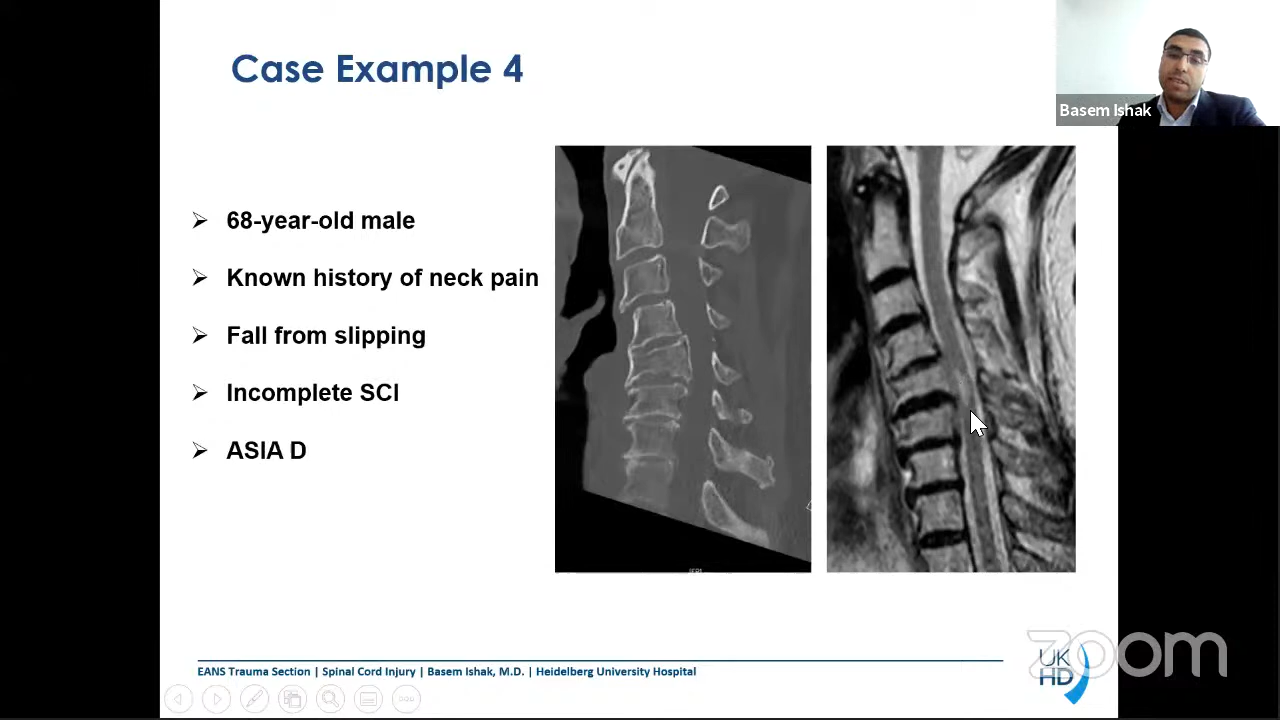 Case Example 4
Basem Ishak
68-year-old male
Known history of neck pain
Fall from slipping
Incomplete SCI
ASIA D
EANS Trauma Section | Spinal Cord Injury | Basem Ishak, M.D. | Heidelberg University Hospital
UK
HD
zoom